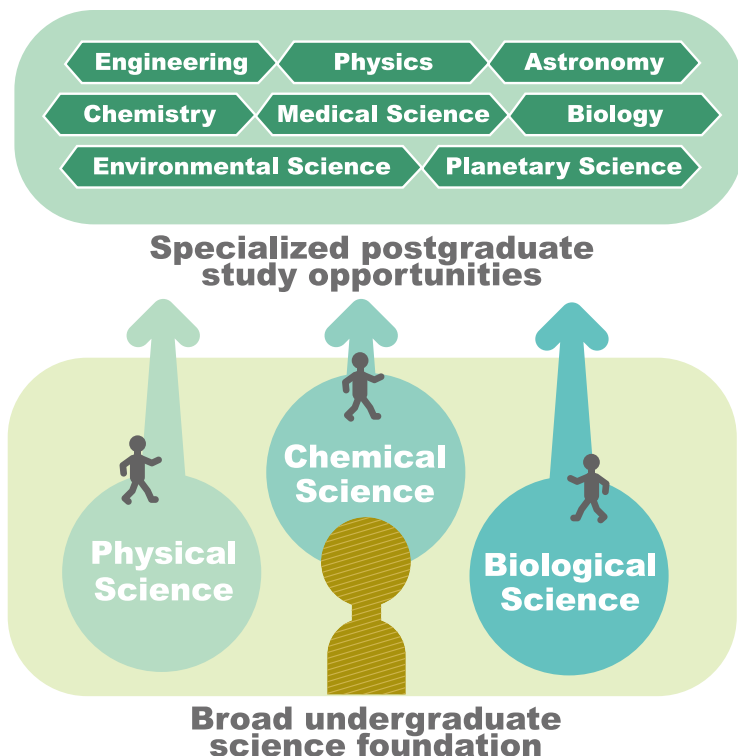 Engineering Physics Astronomy
Chemistry Medical Science Biology
Environmental Science Planetary Science
Specialized postgraduate
study opportunities
Chemical
Science
Physical
Science
Biological
Science
Broad undergraduate
science foundation